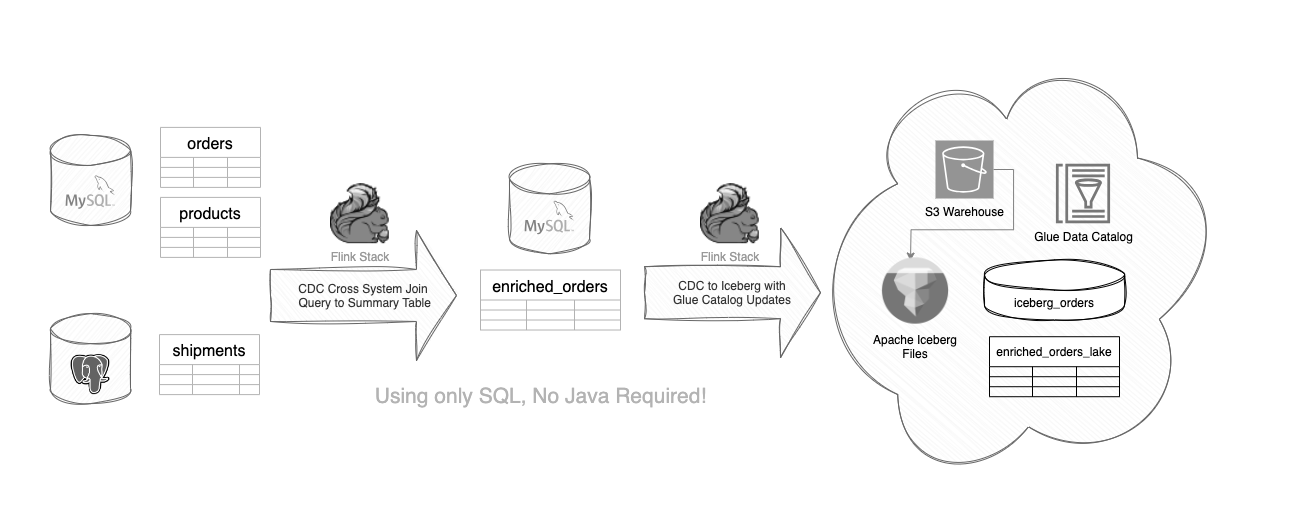 MySQL
orders
products
shipments
Flink Stack
CDC Cross System Join
Query to Summary Table
MySQL
enriched_orders
Flink Stack
CDC to Iceberg with
Glue Catalog Updates
Using only SQL, No Java Required!
S3 Warehouse
Glue Data Catalog
Apache Iceberg
Files
iceberg_orders
enriched_orders_lake